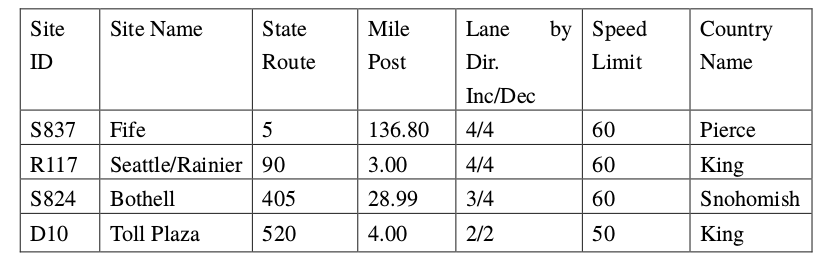 Site ID Site Name State Route Mile Post Lane by Dir. Inc/Dec Speed Limit Country Name
S837 Fife 5 136.80 4/4 60 Pierce
R117 Seattle/Rainier 90 3.00 4/4 60 King
S824 Bothell 405 28.99 3/4 60 Snohomish
D10 Toll Plaza 520 4.00 2/2 50 King